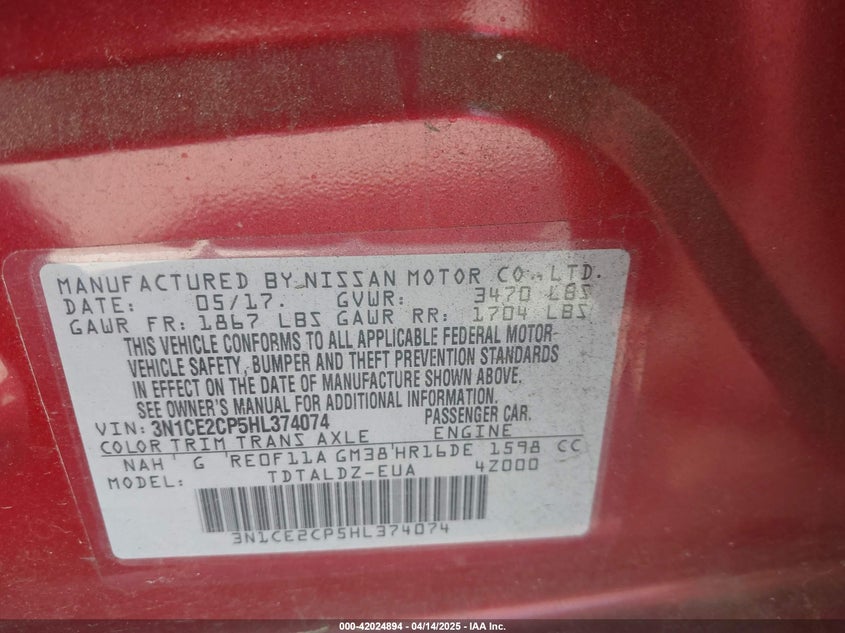 MANUFACTURED BY NISSAN MOTOR CO., LTD.
DATE: 05/17. GVWR: 3470 LBS
GAWR FR: 1867 LBS GAWR RR: 1704 LBS
THIS VEHICLE CONFORMS TO ALL APPLICABLE FEDERAL MOTOR
VEHICLE SAFETY, BUMPER AND THEFT PREVENTION STANDARDS
IN EFFECT ON THE DATE OF MANUFACTURE SHOWN ABOVE.
SEE OWNER'S MANUAL FOR ADDITIONAL INFORMATION.
VIN: 3N1CE2CP5HL374074 PASSENGER CAR.
COLOR TRIM TRANS AXLE ENGINE
NAH G RE0F11A GM38 HR16DE 1598 CC
MODEL: TDTALDZ-EUA 4Z000
3N1CE2CP5HL374074
000-42024894 - 04/14/2025 - IAA Inc.